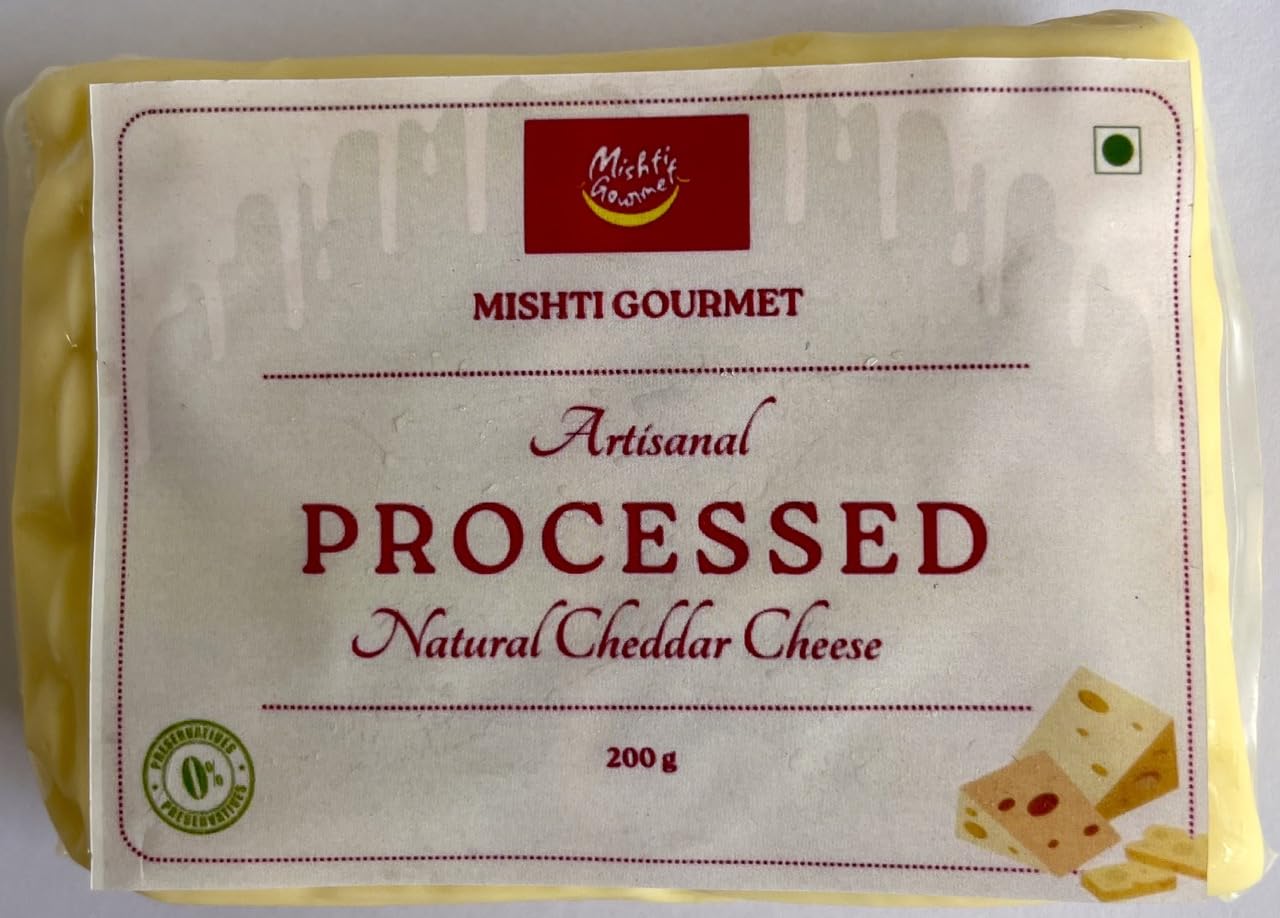 Mishti
Gourmet
MISHTI GOURMET
Artisanal
PROCESSED
Natural Cheddar Cheese
200 g
PRESERVATIVES
0%
PRESERVATIVES